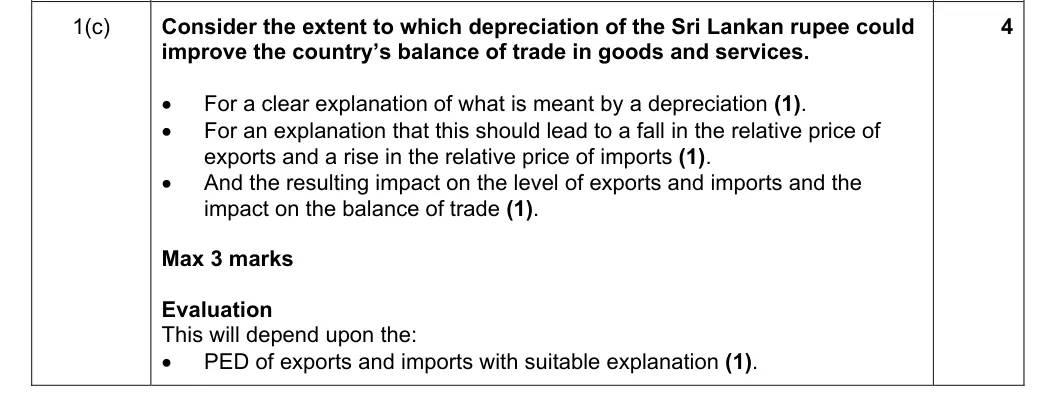 1(c) Consider the extent to which depreciation of the Sri Lankan rupee could 4
improve the country’s balance of trade in goods and services.
• For a clear explanation of what is meant by a depreciation (1).
• For an explanation that this should lead to a fall in the relative price of
exports and a rise in the relative price of imports (1).
• And the resulting impact on the level of exports and imports and the
impact on the balance of trade (1).
Max 3 marks
Evaluation
This will depend upon the:
• PED of exports and imports with suitable explanation (1).